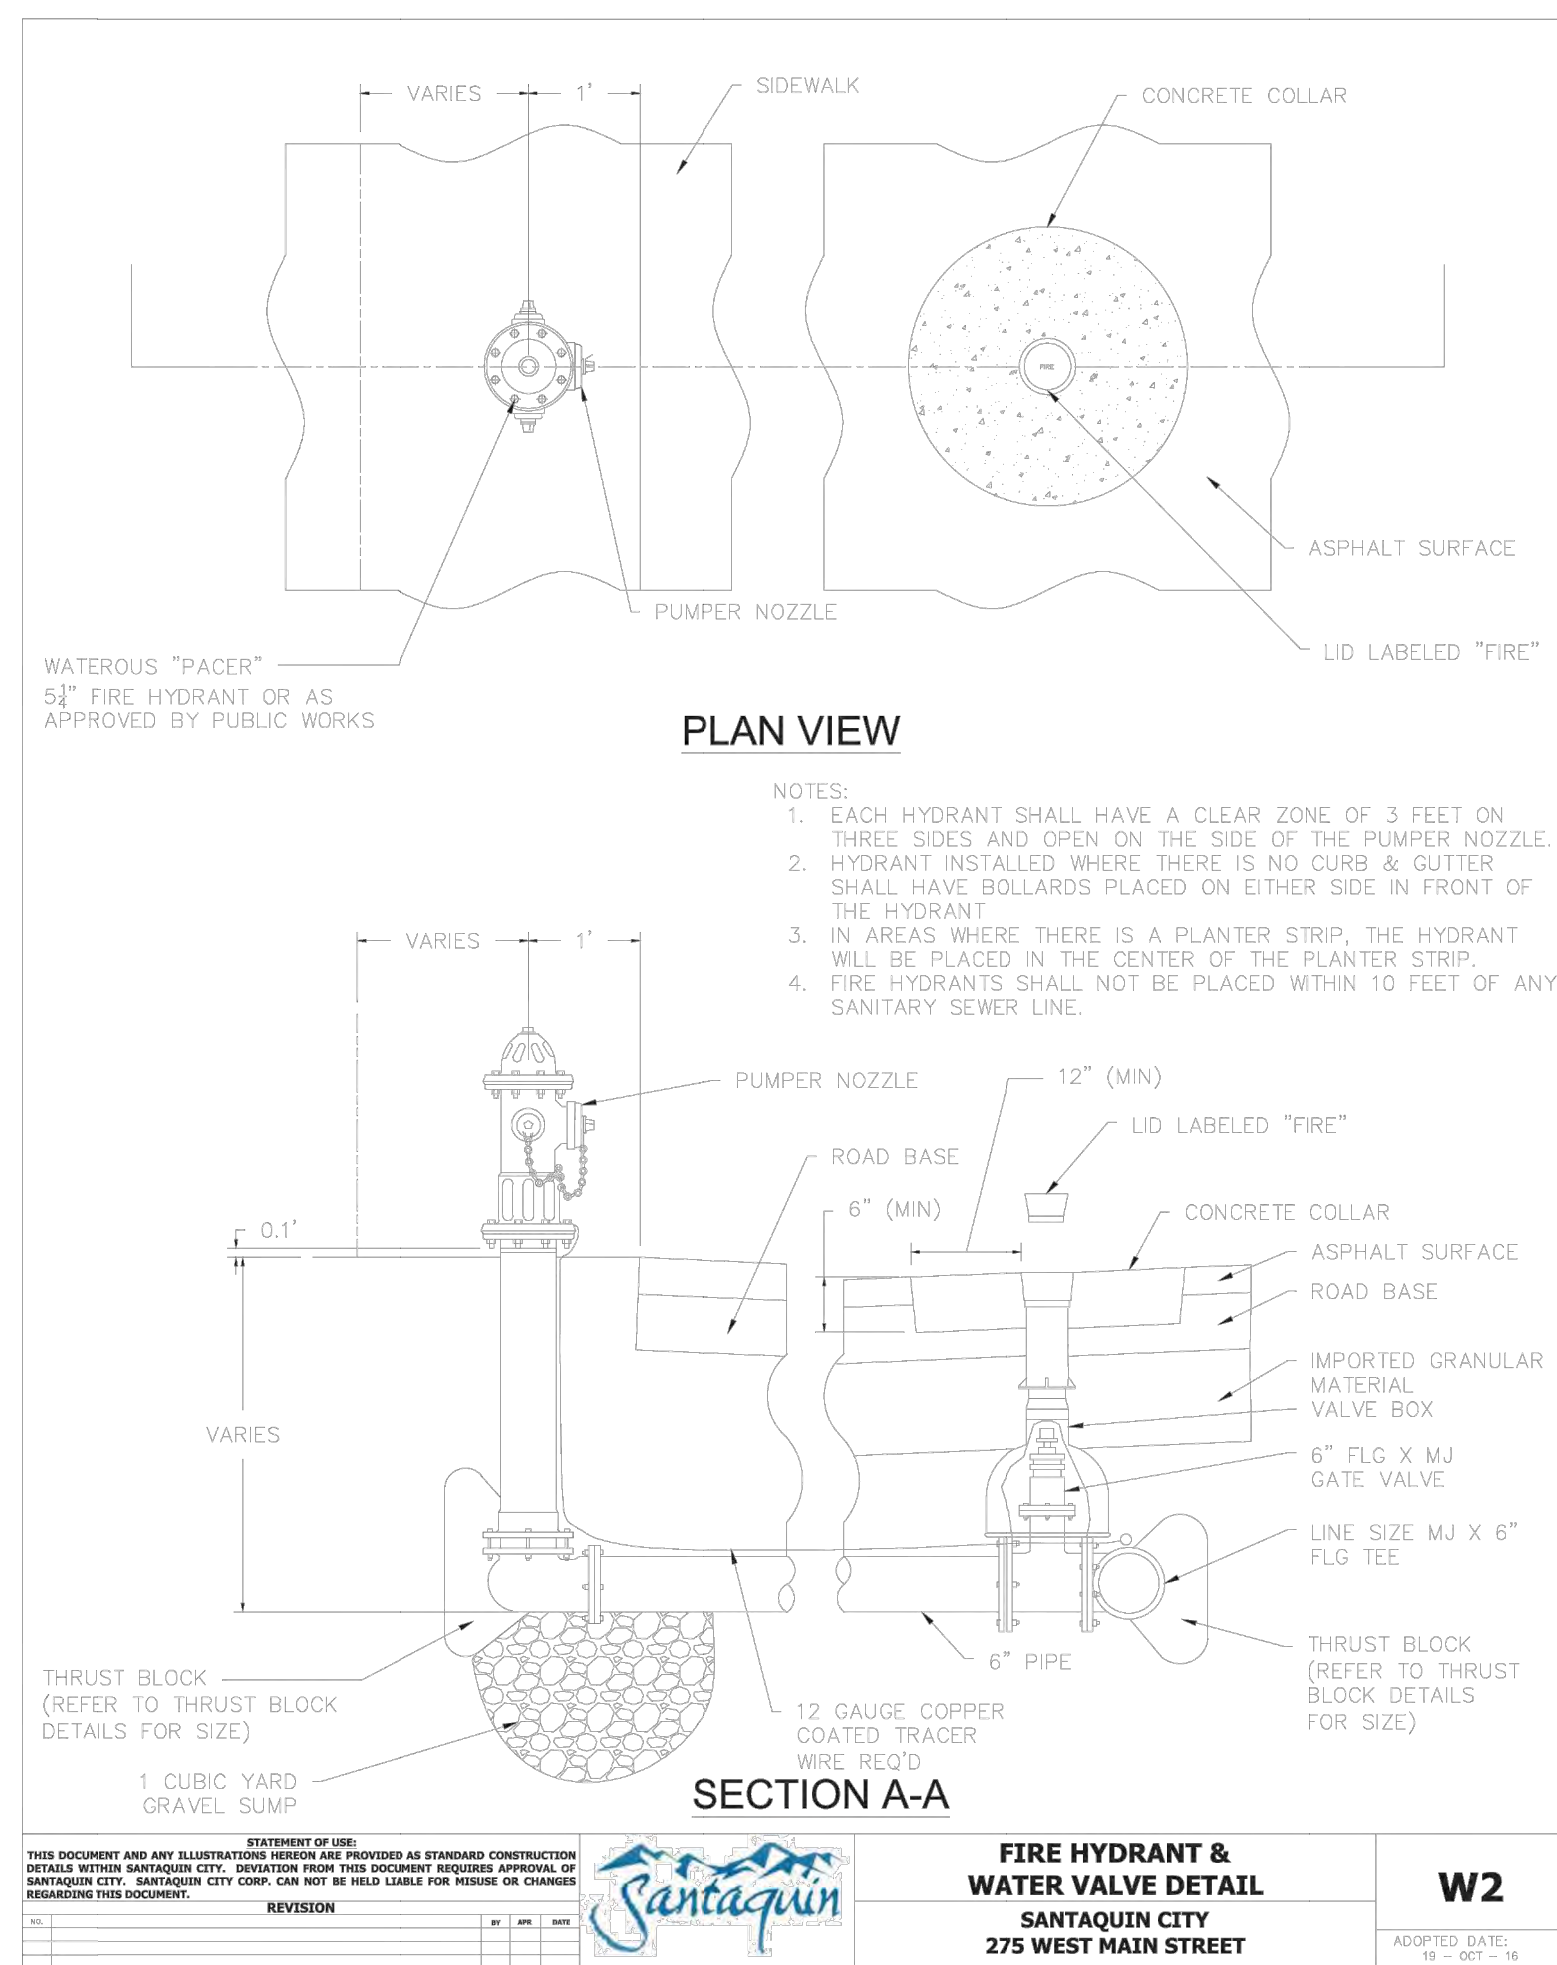 VARIES
1'
SIDEWALK
CONCRETE COLLAR
FIRE
ASPHALT SURFACE
PUMPER NOZZLE
LID LABELED "FIRE"
WATEROUS "PACER"
5 1/4" FIRE HYDRANT OR AS
APPROVED BY PUBLIC WORKS
PLAN VIEW
NOTES:
1. EACH HYDRANT SHALL HAVE A CLEAR ZONE OF 3 FEET ON
THREE SIDES AND OPEN ON THE SIDE OF THE PUMPER NOZZLE.
2. HYDRANT INSTALLED WHERE THERE IS NO CURB & GUTTER
SHALL HAVE BOLLARDS PLACED ON EITHER SIDE IN FRONT OF
THE HYDRANT
3. IN AREAS WHERE THERE IS A PLANTER STRIP, THE HYDRANT
WILL BE PLACED IN THE CENTER OF THE PLANTER STRIP.
4. FIRE HYDRANTS SHALL NOT BE PLACED WITHIN 10 FEET OF ANY
SANITARY SEWER LINE.
VARIES
1'
PUMPER NOZZLE
12" (MIN)
LID LABELED "FIRE"
ROAD BASE
6" (MIN)
CONCRETE COLLAR
0.1'
ASPHALT SURFACE
ROAD BASE
IMPORTED GRANULAR
MATERIAL
VALVE BOX
VARIES
6" FLG X MJ
GATE VALVE
LINE SIZE MJ X 6"
FLG TEE
THRUST BLOCK
(REFER TO THRUST
BLOCK DETAILS
FOR SIZE)
6" PIPE
THRUST BLOCK
(REFER TO THRUST BLOCK
DETAILS FOR SIZE)
12 GAUGE COPPER
COATED TRACER
WIRE REQ'D
1 CUBIC YARD
GRAVEL SUMP
SECTION A-A
STATEMENT OF USE:
THIS DOCUMENT AND ANY ILLUSTRATIONS HEREON ARE PROVIDED AS STANDARD CONSTRUCTION
DETAILS WITHIN SANTAQUIN CITY. DEVIATION FROM THIS DOCUMENT REQUIRES APPROVAL OF
SANTAQUIN CITY. SANTAQUIN CITY CORP. CAN NOT BE HELD LIABLE FOR MISUSE OR CHANGES
REGARDING THIS DOCUMENT.
REVISION
NO. BY APR DATE
Santaquin
FIRE HYDRANT &
WATER VALVE DETAIL
SANTAQUIN CITY
275 WEST MAIN STREET
W2
ADOPTED DATE:
19 - OCT - 16